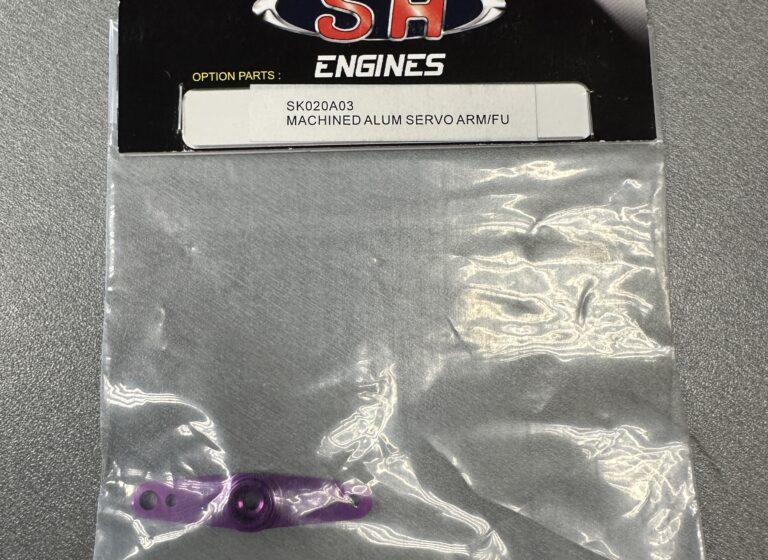 SH
ENGINES
OPTION PARTS :
SK020A03
MACHINED ALUM SERVO ARM/FU